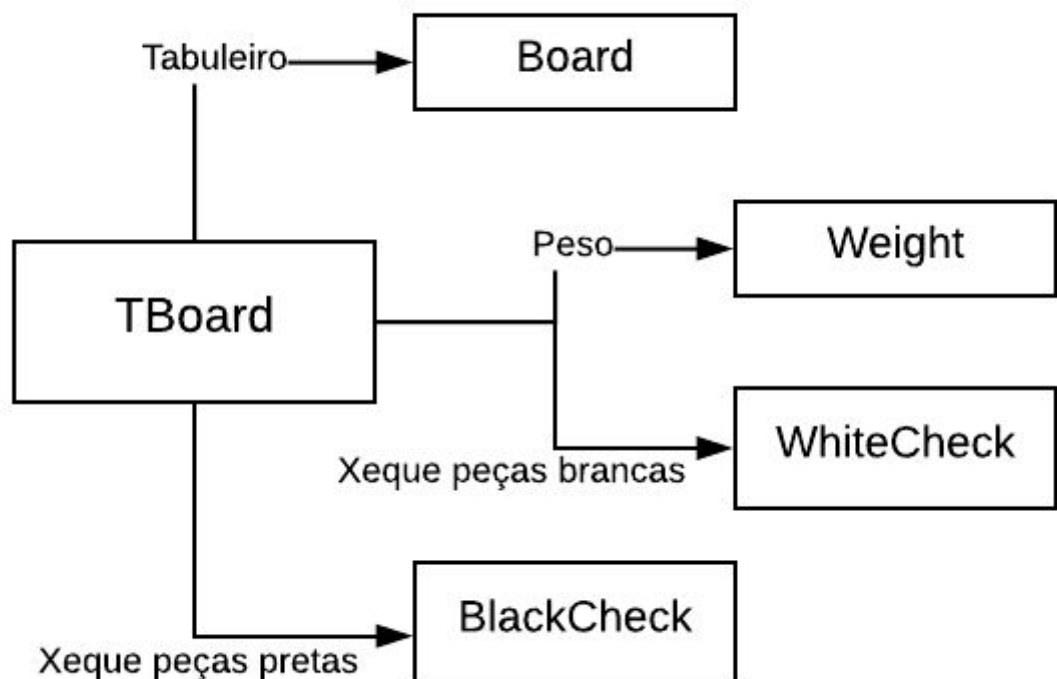 Tabuleiro
Board
Peso
Weight
TBoard
Xeque peças brancas
WhiteCheck
Xeque peças pretas
BlackCheck